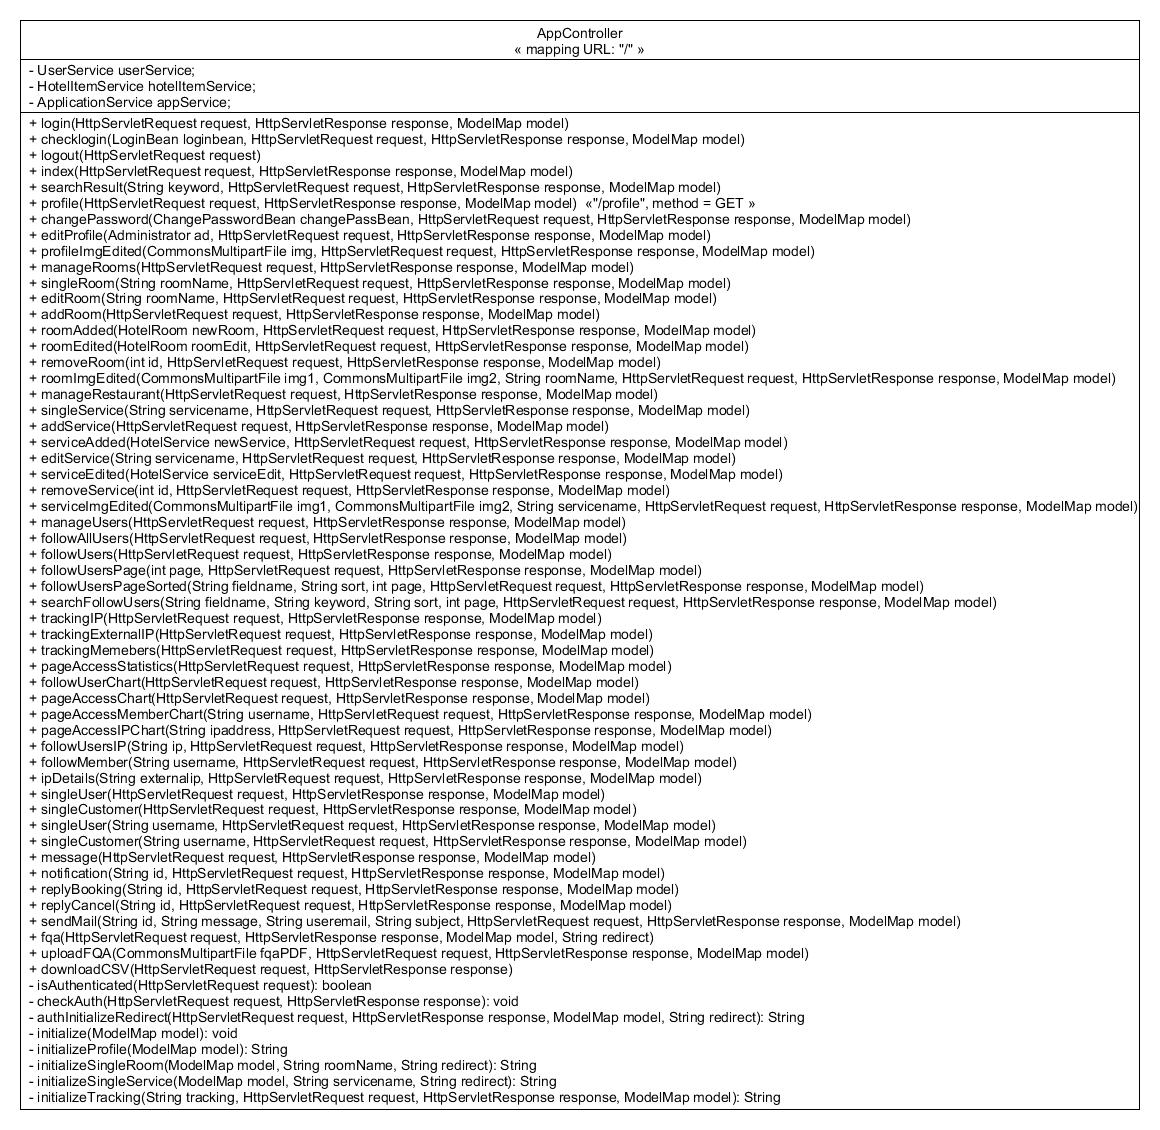 AppController
« mapping URL: "/" »
- UserService userService;
- HotelItemService hotelItemService;
- ApplicationService appService;
+ login(HttpServletRequest request, HttpServletResponse response, ModelMap model)
+ checklogin(LoginBean loginbean, HttpServletRequest request, HttpServletResponse response, ModelMap model)
+ logout(HttpServletRequest request)
+ index(HttpServletRequest request, HttpServletResponse response, ModelMap model)
+ searchResult(String keyword, HttpServletRequest request, HttpServletResponse response, ModelMap model)
+ profile(HttpServletRequest request, HttpServletResponse response, ModelMap model)  «"/profile", method = GET »
+ changePassword(ChangePasswordBean changePassBean, HttpServletRequest request, HttpServletResponse response, ModelMap model)
+ editProfile(Administrator ad, HttpServletRequest request, HttpServletResponse response, ModelMap model)
+ profileImgEdited(CommonsMultipartFile img, HttpServletRequest request, HttpServletResponse response, ModelMap model)
+ manageRooms(HttpServletRequest request, HttpServletResponse response, ModelMap model)
+ singleRoom(String roomName, HttpServletRequest request, HttpServletResponse response, ModelMap model)
+ editRoom(String roomName, HttpServletRequest request, HttpServletResponse response, ModelMap model)
+ addRoom(HttpServletRequest request, HttpServletResponse response, ModelMap model)
+ roomAdded(HotelRoom newRoom, HttpServletRequest request, HttpServletResponse response, ModelMap model)
+ roomEdited(HotelRoom roomEdit, HttpServletRequest request, HttpServletResponse response, ModelMap model)
+ removeRoom(int id, HttpServletRequest request, HttpServletResponse response, ModelMap model)
+ roomImgEdited(CommonsMultipartFile img1, CommonsMultipartFile img2, String roomName, HttpServletRequest request, HttpServletResponse response, ModelMap model)
+ manageRestaurant(HttpServletRequest request, HttpServletResponse response, ModelMap model)
+ singleService(String servicename, HttpServletRequest request, HttpServletResponse response, ModelMap model)
+ addService(HttpServletRequest request, HttpServletResponse response, ModelMap model)
+ serviceAdded(HotelService newService, HttpServletRequest request, HttpServletResponse response, ModelMap model)
+ editService(String servicename, HttpServletRequest request, HttpServletResponse response, ModelMap model)
+ serviceEdited(HotelService serviceEdit, HttpServletRequest request, HttpServletResponse response, ModelMap model)
+ removeService(int id, HttpServletRequest request, HttpServletResponse response, ModelMap model)
+ serviceImgEdited(CommonsMultipartFile img1, CommonsMultipartFile img2, String servicename, HttpServletRequest request, HttpServletResponse response, ModelMap model)
+ manageUsers(HttpServletRequest request, HttpServletResponse response, ModelMap model)
+ followAllUsers(HttpServletRequest request, HttpServletResponse response, ModelMap model)
+ followUsers(HttpServletRequest request, HttpServletResponse response, ModelMap model)
+ followUsersPage(int page, HttpServletRequest request, HttpServletResponse response, ModelMap model)
+ followUsersPageSorted(String fieldname, String sort, int page, HttpServletRequest request, HttpServletResponse response, ModelMap model)
+ searchFollowUsers(String fieldname, String keyword, String sort, int page, HttpServletRequest request, HttpServletResponse response, ModelMap model)
+ trackingIP(HttpServletRequest request, HttpServletResponse response, ModelMap model)
+ trackingExternalIP(HttpServletRequest request, HttpServletResponse response, ModelMap model)
+ trackingMemebers(HttpServletRequest request, HttpServletResponse response, ModelMap model)
+ pageAccessStatistics(HttpServletRequest request, HttpServletResponse response, ModelMap model)
+ followUserChart(HttpServletRequest request, HttpServletResponse response, ModelMap model)
+ pageAccessChart(HttpServletRequest request, HttpServletResponse response, ModelMap model)
+ pageAccessMemberChart(String username, HttpServletRequest request, HttpServletResponse response, ModelMap model)
+ pageAccessIPChart(String ipaddress, HttpServletRequest request, HttpServletResponse response, ModelMap model)
+ followUsersIP(String ip, HttpServletRequest request, HttpServletResponse response, ModelMap model)
+ followMember(String username, HttpServletRequest request, HttpServletResponse response, ModelMap model)
+ ipDetails(String externalip, HttpServletRequest request, HttpServletResponse response, ModelMap model)
+ singleUser(HttpServletRequest request, HttpServletResponse response, ModelMap model)
+ singleCustomer(HttpServletRequest request, HttpServletResponse response, ModelMap model)
+ singleUser(String username, HttpServletRequest request, HttpServletResponse response, ModelMap model)
+ singleCustomer(String username, HttpServletRequest request, HttpServletResponse response, ModelMap model)
+ message(HttpServletRequest request, HttpServletResponse response, ModelMap model)
+ notification(String id, HttpServletRequest request, HttpServletResponse response, ModelMap model)
+ replyBooking(String id, HttpServletRequest request, HttpServletResponse response, ModelMap model)
+ replyCancel(String id, HttpServletRequest request, HttpServletResponse response, ModelMap model)
+ sendMail(String id, String message, String useremail, String subject, HttpServletRequest request, HttpServletResponse response, ModelMap model)
+ fqa(HttpServletRequest request, HttpServletResponse response, ModelMap model, String redirect)
+ uploadFQA(CommonsMultipartFile fqaPDF, HttpServletRequest request, HttpServletResponse response, ModelMap model)
+ downloadCSV(HttpServletRequest request, HttpServletResponse response)
- isAuthenticated(HttpServletRequest request): boolean
- checkAuth(HttpServletRequest request, HttpServletResponse response): void
- authInitializeRedirect(HttpServletRequest request, HttpServletResponse response, ModelMap model, String redirect): String
- initialize(ModelMap model): void
- initializeProfile(ModelMap model): String
- initializeSingleRoom(ModelMap model, String roomName, String redirect): String
- initializeSingleService(ModelMap model, String servicename, String redirect): String
- initializeTracking(String tracking, HttpServletRequest request, HttpServletResponse response, ModelMap model): String